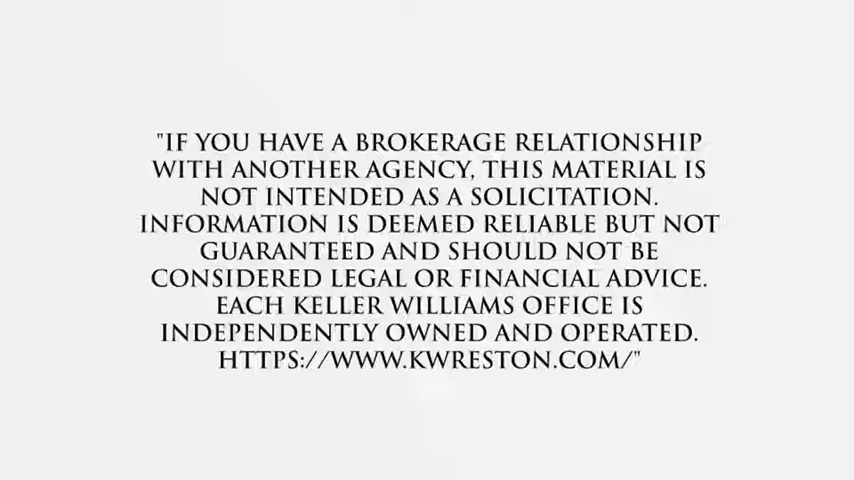 "IF YOU HAVE A BROKERAGE RELATIONSHIP
WITH ANOTHER AGENCY, THIS MATERIAL IS
NOT INTENDED AS A SOLICITATION.
INFORMATION IS DEEMED RELIABLE BUT NOT
GUARANTEED AND SHOULD NOT BE
CONSIDERED LEGAL OR FINANCIAL ADVICE.
EACH KELLER WILLIAMS OFFICE IS
INDEPENDENTLY OWNED AND OPERATED.
HTTPS://WWW.KWRESTON.COM/"